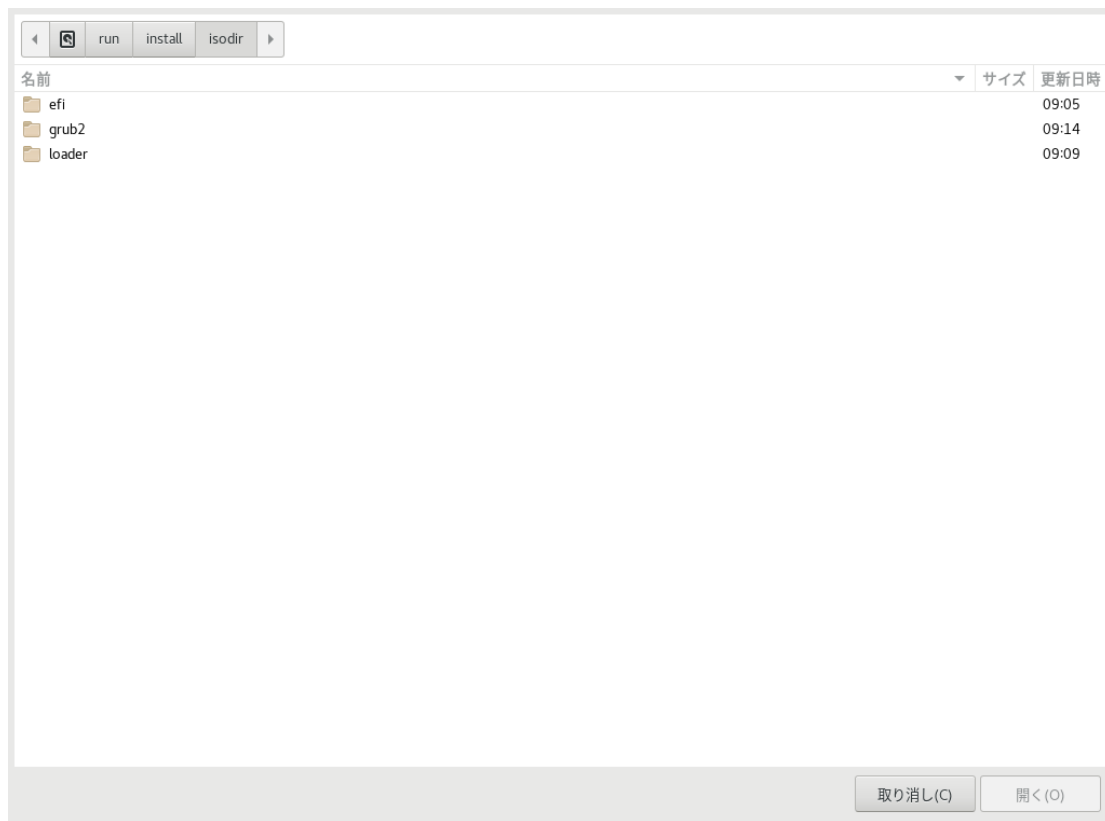 run install isodir
名前 サイズ 更新日時
efi 09:05
grub2 09:14
loader 09:09
取り消し(C) 開く(O)